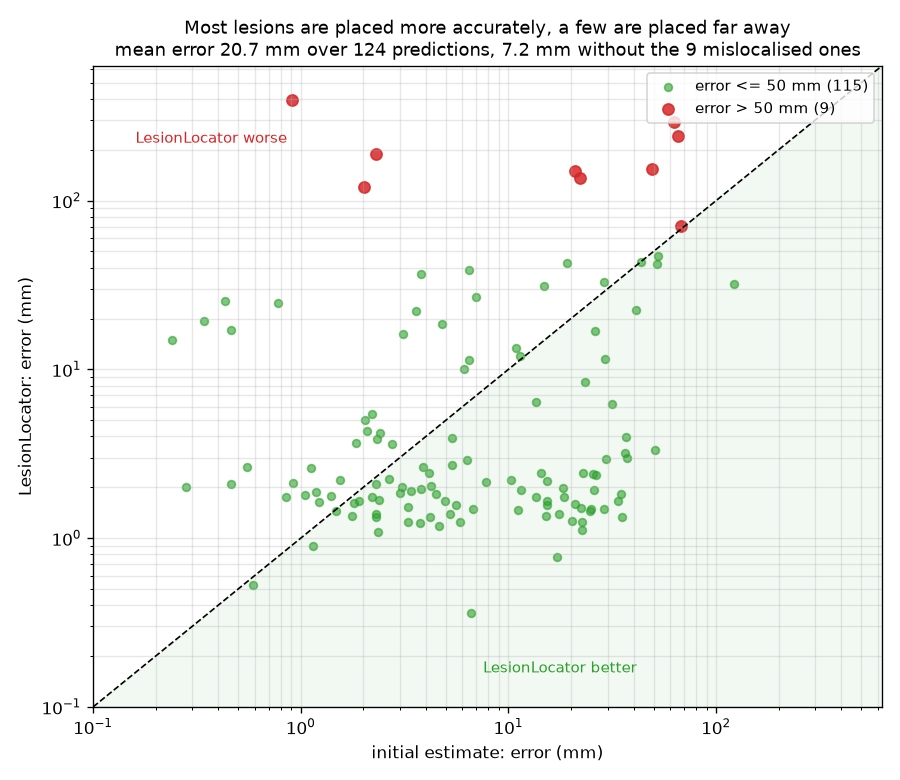 Most lesions are placed more accurately, a few are placed far away
mean error 20.7 mm over 124 predictions, 7.2 mm without the 9 mislocalised ones
error <= 50 mm (115)
error > 50 mm (9)
LesionLocator worse
LesionLocator better
LesionLocator: error (mm)
10²
10¹
10⁰
10⁻¹
10⁻¹
10⁰
10¹
10²
initial estimate: error (mm)